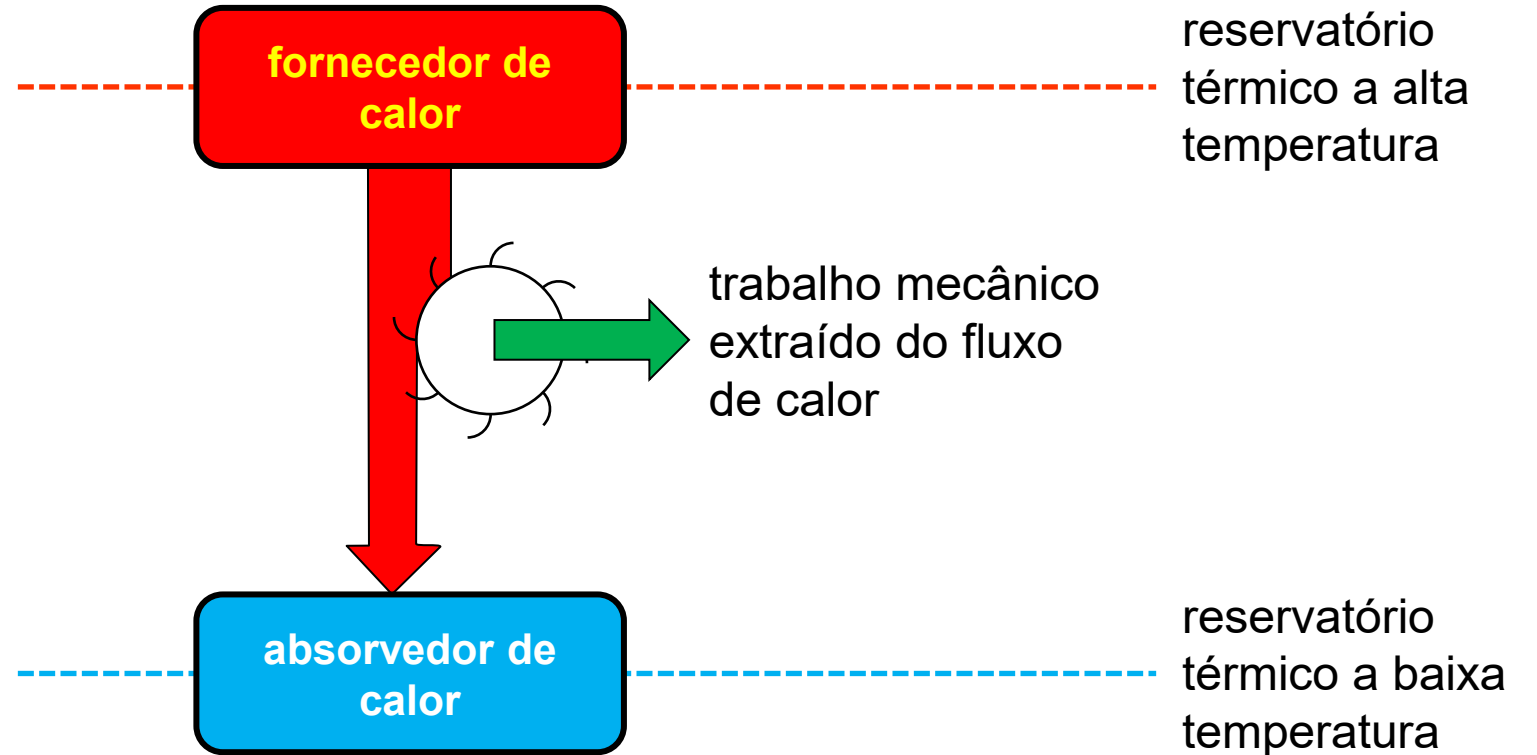 fornecedor de
calor
reservatório
térmico a alta
temperatura
trabalho mecânico
extraído do fluxo
de calor
absorvedor de
calor
reservatório
térmico a baixa
temperatura